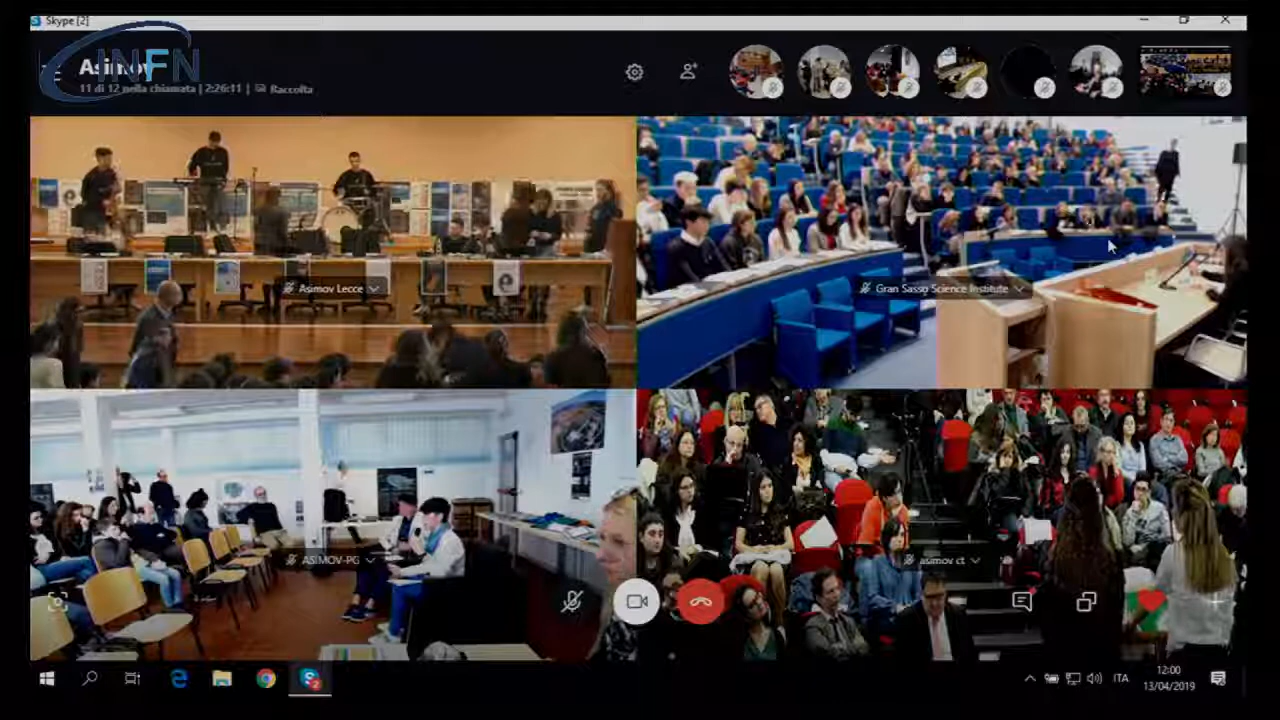 Skype [2]
INFN
Asimov
11 di 12 nella chiamata | 2:26:11 | Raccolta
Asimov Lecce
Gran Sasso Science Institute
ASIMOV-PG
asimov ct
ITA
12:00
13/04/2019